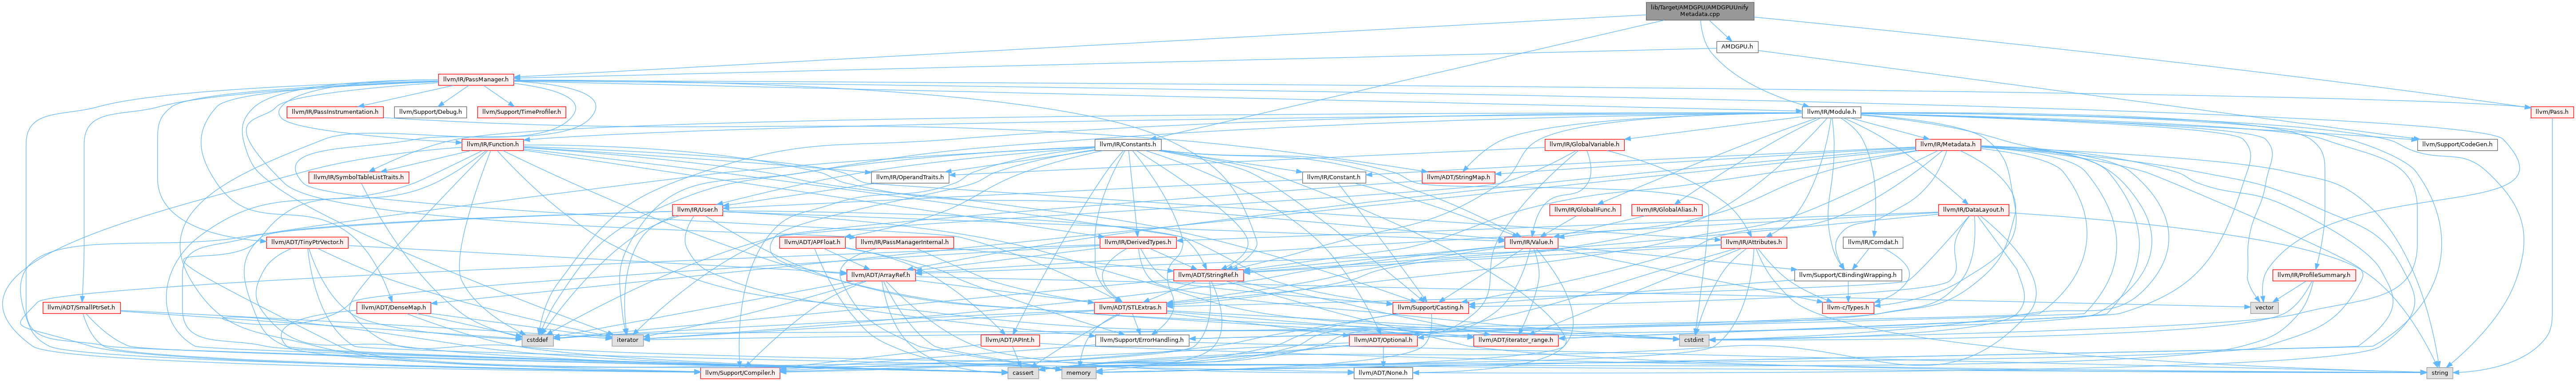 lib/Target/AMDGPU/AMDGPUUnify
Metadata.cpp
AMDGPU.h
llvm/IR/PassManager.h
llvm/IR/PassInstrumentation.h
llvm/Support/Debug.h
llvm/Support/TimeProfiler.h
llvm/IR/Module.h
llvm/Pass.h
llvm/IR/Function.h
llvm/IR/Constants.h
llvm/IR/GlobalVariable.h
llvm/IR/Metadata.h
llvm/Support/CodeGen.h
llvm/IR/SymbolTableListTraits.h
llvm/IR/OperandTraits.h
llvm/IR/Constant.h
llvm/ADT/StringMap.h
llvm/IR/User.h
llvm/IR/GlobalIFunc.h
llvm/IR/GlobalAlias.h
llvm/IR/DataLayout.h
llvm/ADT/TinyPtrVector.h
llvm/ADT/APFloat.h
llvm/IR/PassManagerInternal.h
llvm/IR/DerivedTypes.h
llvm/IR/Value.h
llvm/IR/Attributes.h
llvm/IR/Comdat.h
llvm/ADT/ArrayRef.h
llvm/ADT/StringRef.h
llvm/Support/CBindingWrapping.h
llvm/IR/ProfileSummary.h
llvm/ADT/SmallPtrSet.h
llvm/ADT/DenseMap.h
llvm/ADT/STLExtras.h
llvm/Support/Casting.h
llvm-c/Types.h
vector
cstddef
iterator
llvm/ADT/APInt.h
llvm/Support/ErrorHandling.h
llvm/ADT/Optional.h
llvm/ADT/iterator_range.h
cstdint
llvm/Support/Compiler.h
cassert
memory
llvm/ADT/None.h
string